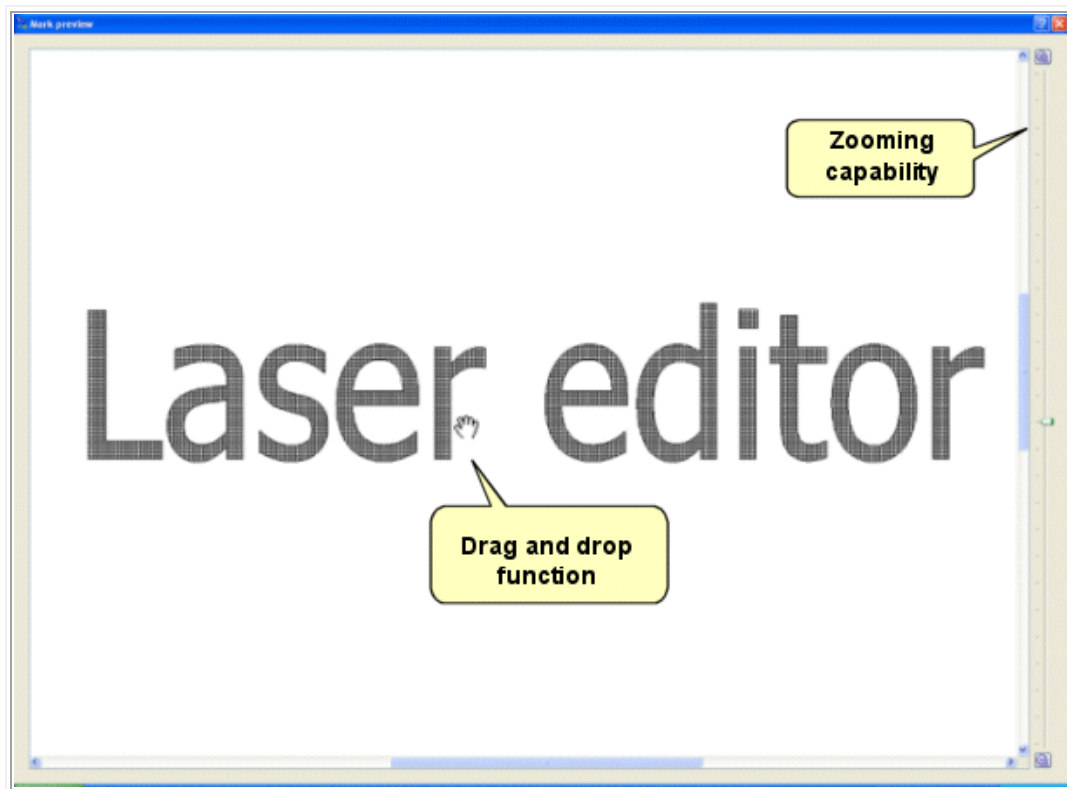 Mark preview
Zooming
capability
Laser editor
Drag and drop
function